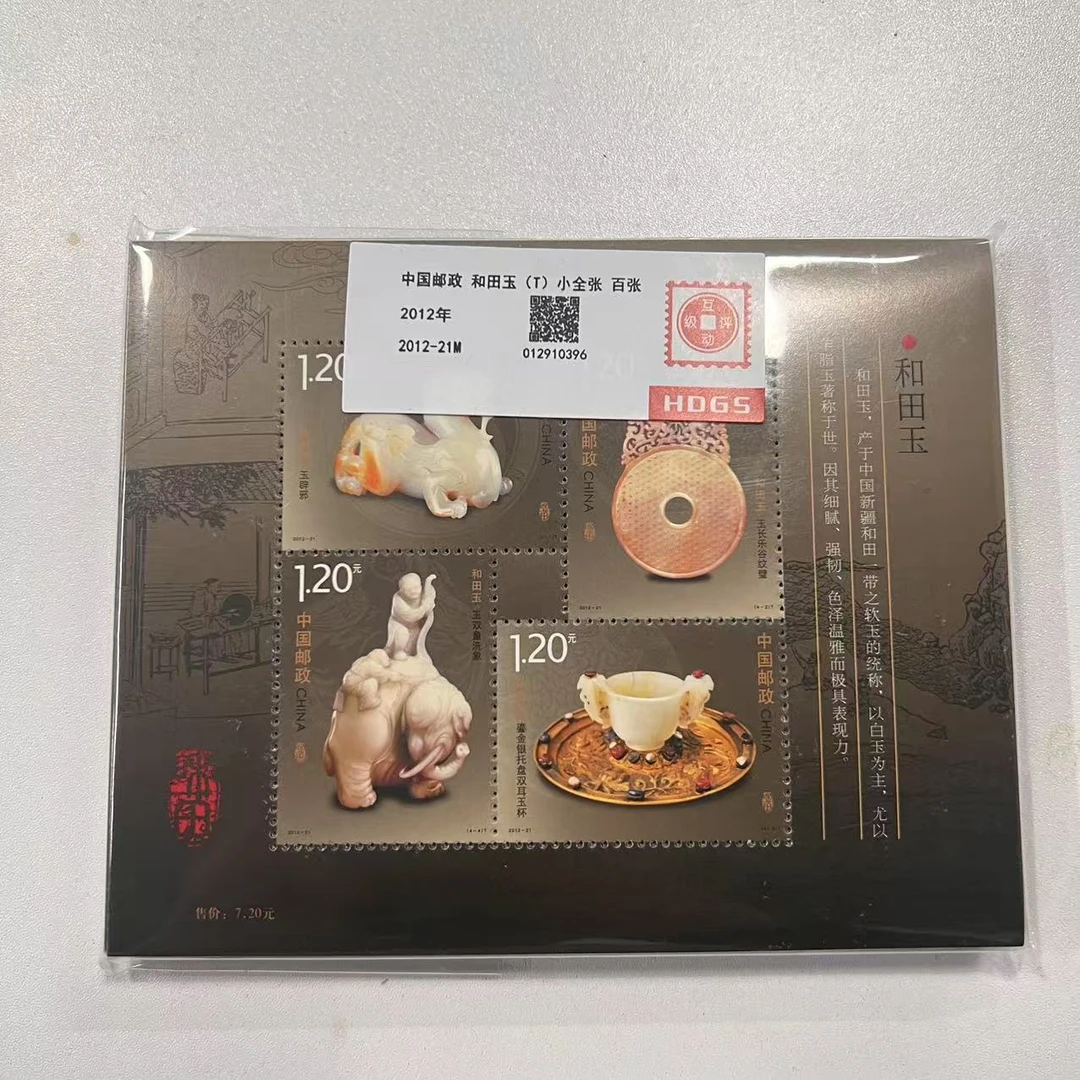 中国邮政 和田玉（T）小全张 百张
2012年
2012-21M
012910396
互
级 评
动
HDGS
1.20
中国邮政 CHINA
玉辟邪
2012-21
CHINA
和田玉 玉长乐谷纹璧
2012-21
(4-2)T
1.20元
中国邮政 CHINA
和田玉 玉双童洗象
2012-21
(4-4)T
1.20元
中国邮政 CHINA
鎏金银托盘双耳玉杯
2012-21
和田玉
和田玉，产于中国新疆和田一带之软玉的统称，以白玉为主，尤以
羊脂玉著称于世。因其细腻、强韧、色泽温雅而极具表现力。
售价：7.20元